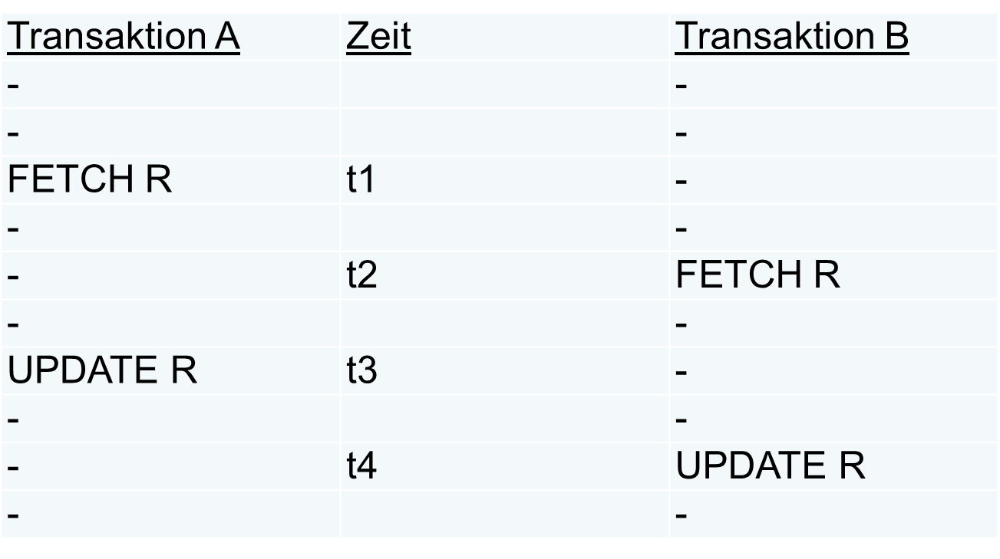 Transaktion A Zeit Transaktion B
- -
- -
FETCH R t1 -
- -
- t2 FETCH R
- -
UPDATE R t3 -
- -
- t4 UPDATE R
- -